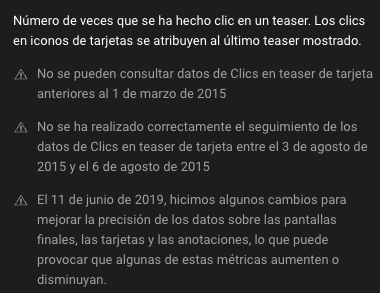 Número de veces que se ha hecho clic en un teaser. Los clics
en iconos de tarjetas se atribuyen al último teaser mostrado.
No se pueden consultar datos de Clics en teaser de tarjeta
anteriores al 1 de marzo de 2015
No se ha realizado correctamente el seguimiento de los
datos de Clics en teaser de tarjeta entre el 3 de agosto de
2015 y el 6 de agosto de 2015
El 11 de junio de 2019, hicimos algunos cambios para
mejorar la precisión de los datos sobre las pantallas
finales, las tarjetas y las anotaciones, lo que puede
provocar que algunas de estas métricas aumenten o
disminuyan.